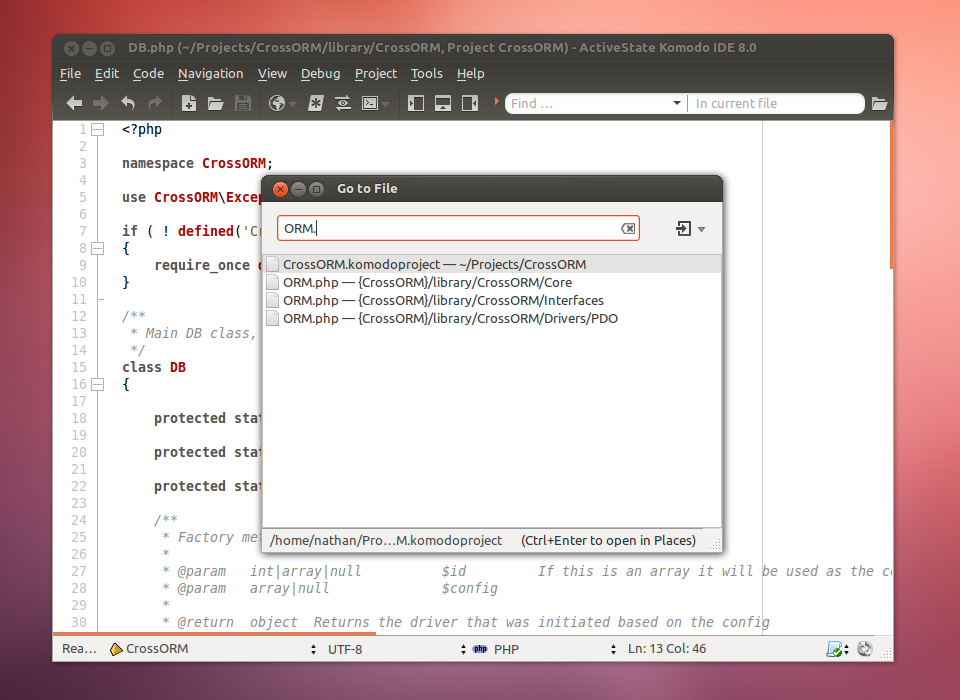 DB.php (~/Projects/CrossORM/library/CrossORM, Project CrossORM) - ActiveState Komodo IDE 8.0
File Edit Code Navigation View Debug Project Tools Help
Find ... In current file
1 <?php
2
3 namespace CrossORM;
4
5 use CrossORM\Excep
6
7 if ( ! defined('C
8 {
9 require_once
10 }
11
12 /**
13 * Main DB class,
14 */
15 class DB
16 {
17
18 protected stat
19
20 protected stat
21
22 protected stat
23
24 /**
25 * Factory me
26 *
27 * @param int|array|null $id If this is an array it will be used as the c
28 * @param array|null $config
29 *
30 * @return object Returns the driver that was initiated based on the config
Go to File
ORM.
CrossORM.komodoproject — ~/Projects/CrossORM
ORM.php — {CrossORM}/library/CrossORM/Core
ORM.php — {CrossORM}/library/CrossORM/Interfaces
ORM.php — {CrossORM}/library/CrossORM/Drivers/PDO
/home/nathan/Pro...M.komodoproject (Ctrl+Enter to open in Places)
Rea... CrossORM UTF-8 php PHP Ln: 13 Col: 46